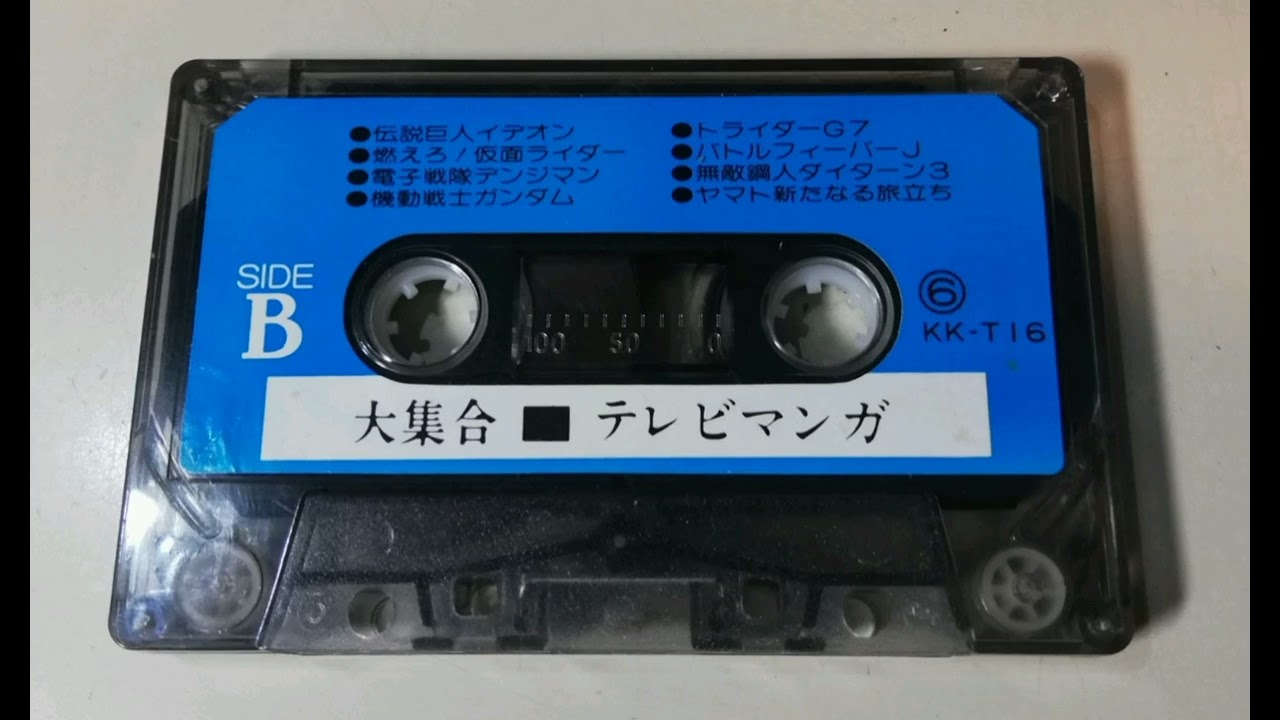 ●伝説巨人イデオン
●燃えろ!仮面ライダー
●電子戦隊デンジマン
●機動戦士ガンダム
●トライダーG7
●バトルフィーバーJ
●無敵鋼人ダイターン3
●ヤマト新たなる旅立ち
SIDE
B
100 50 0
⑥
KK-T16
大集合 ■ テレビマンガ